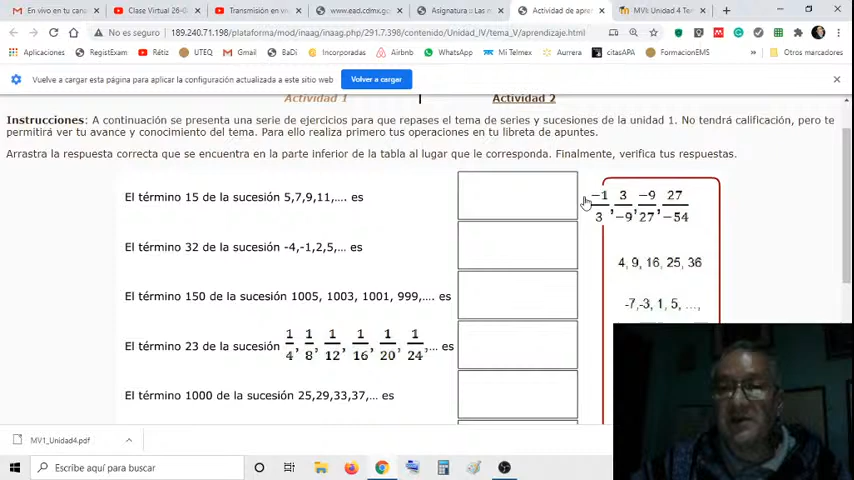 En vivo en tu cana
Clase Virtual 26-0
Transmisión en viv
www.ead.cdmx.go
Asignatura : Las m
Actividad de apre
MVI: Unidad 4 Tem
No es seguro | 189.240.71.198/plataforma/mod/inaag/inaag.php/291.7.398/contenido/Unidad_IV/tema_V/aprendizaje.html
Aplicaciones RegistExam Rétiz UTEQ Gmail BaDi Incorporadas Airbnb WhatsApp Mi Telmex Aurrera citasAPA FormacionEMS Otros marcadores
Vuelve a cargar esta página para aplicar la configuración actualizada a este sitio web Volver a cargar
Actividad 1 | Actividad 2
Instrucciones: A continuación se presenta una serie de ejercicios para que repases el tema de series y sucesiones de la unidad 1. No tendrá calificación, pero te
permitirá ver tu avance y conocimiento del tema. Para ello realiza primero tus operaciones en tu libreta de apuntes.
Arrastra la respuesta correcta que se encuentra en la parte inferior de la tabla al lugar que le corresponda. Finalmente, verifica tus respuestas.
El término 15 de la sucesión 5,7,9,11,.... es
−1/3, 3/−9, −9/27, 27/−54
El término 32 de la sucesión -4,-1,2,5,... es
4, 9, 16, 25, 36
El término 150 de la sucesión 1005, 1003, 1001, 999,.... es
-7,-3, 1, 5, ...,
El término 23 de la sucesión 1/4, 1/8, 1/12, 1/16, 1/20, 1/24,... es
El término 1000 de la sucesión 25,29,33,37,... es
MV1_Unidad4.pdf
Escribe aquí para buscar